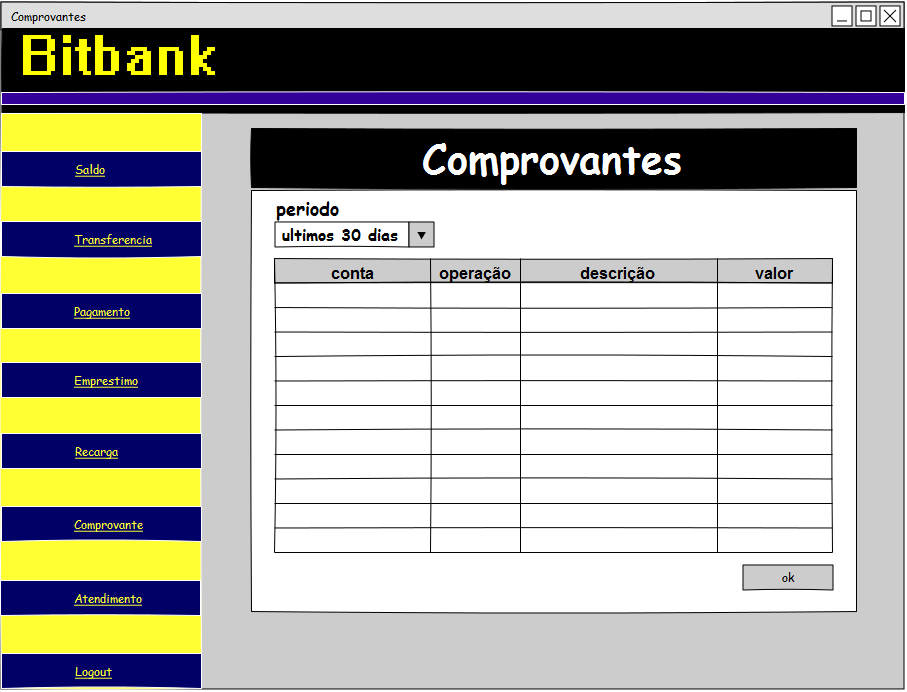 Comprovantes
Bitbank
Saldo
Transferencia
Pagamento
Emprestimo
Recarga
Comprovante
Atendimento
Logout
Comprovantes
periodo
ultimos 30 dias
conta operação descrição valor
ok